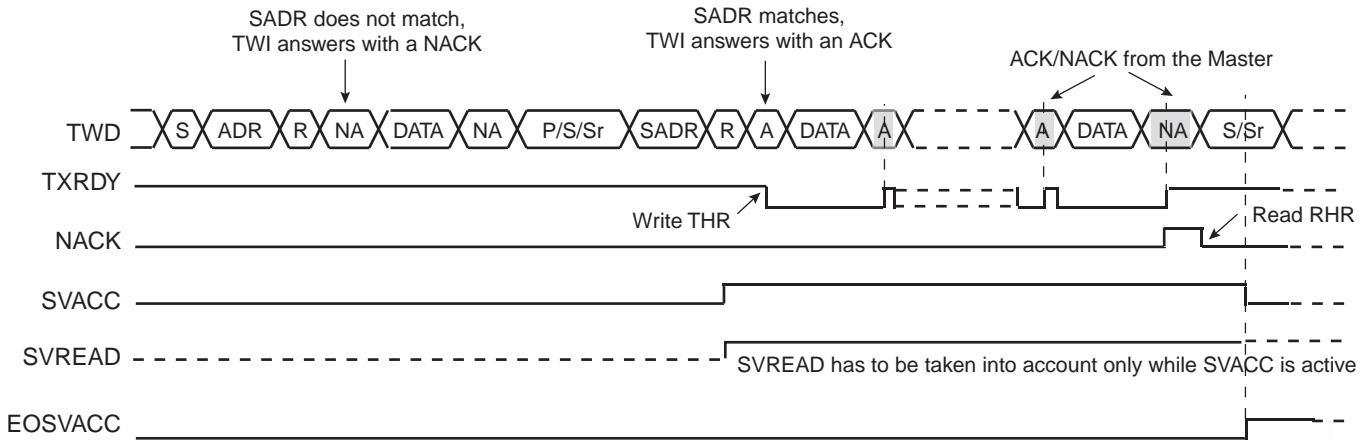 SADR does not match,
TWI answers with a NACK
SADR matches,
TWI answers with an ACK
ACK/NACK from the Master
TWD S ADR R NA DATA NA P/S/Sr SADR R A DATA A A DATA NA S/Sr
TXRDY
Write THR
Read RHR
NACK
SVACC
SVREAD
SVREAD has to be taken into account only while SVACC is active
EOSVACC